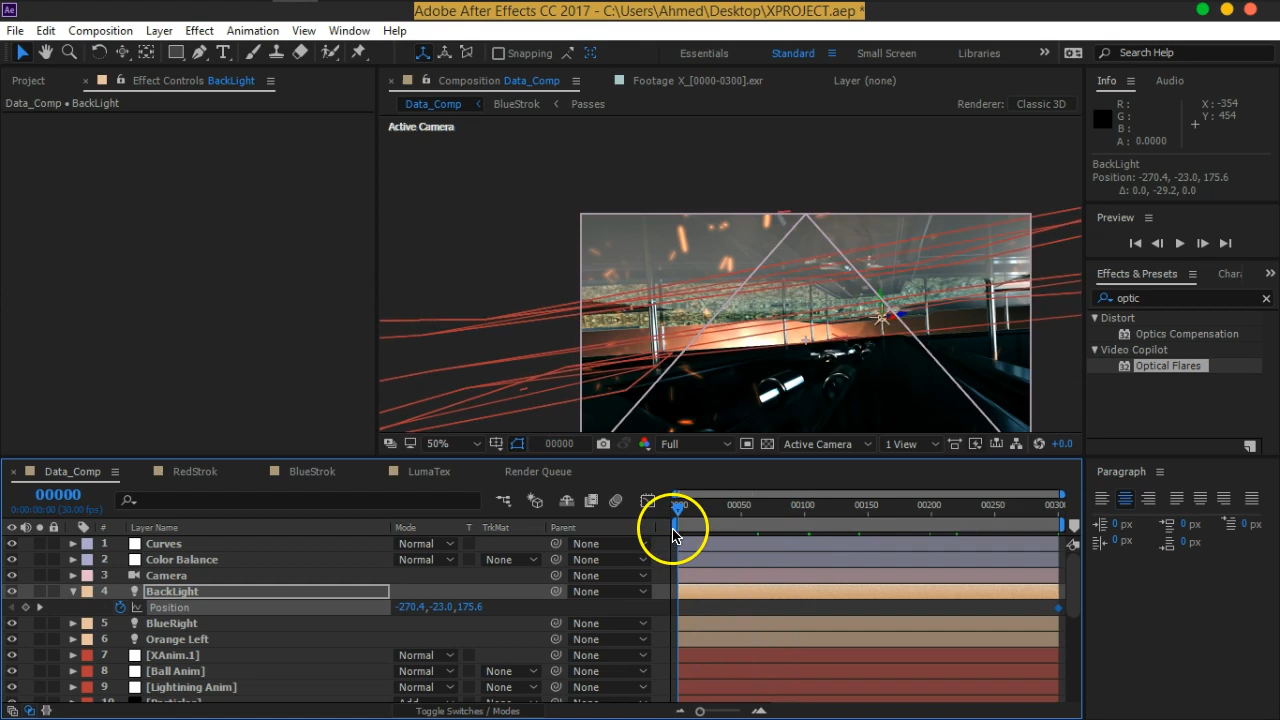 Ae
Adobe After Effects CC 2017 - C:\Users\Ahmed\Desktop\XPROJECT.aep *
File Edit Composition Layer Effect Animation View Window Help
Snapping Essentials Standard Small Screen Libraries Search Help
Project Effect Controls BackLight Composition Data_Comp Footage X_[0000-0300].exr Layer (none) Info Audio
Data_Comp • BackLight Data_Comp BlueStrok Passes Renderer: Classic 3D
Active Camera
R : X : -354
G : Y : 454
B :
A : 0.0000
BackLight
Position: -270.4, -23.0, 175.6
Δ: 0.0, -29.2, 0.0
Preview
Effects & Presets
optic
Distort
32 Optics Compensation
Video Copilot
32 Optical Flares
50% 00000 Full Active Camera 1 View +0.0
Data_Comp RedStrok BlueStrok LumaTex Render Queue Paragraph
00000
0:00:00:00 (30.00 fps)
00050 00100 00150 00200 00250
# Layer Name Mode T TrkMat Parent
1 Curves Normal None
2 Color Balance Normal None None
3 Camera None
4 BackLight None
Position -270.4,-23.0,175.6
5 BlueRight None
6 Orange Left None
7 [XAnim.1] Normal None
8 [Ball Anim] Normal None None
9 [Lightining Anim] Normal None None
0 px 0 px 0 px
0 px 0 px
Toggle Switches / Modes